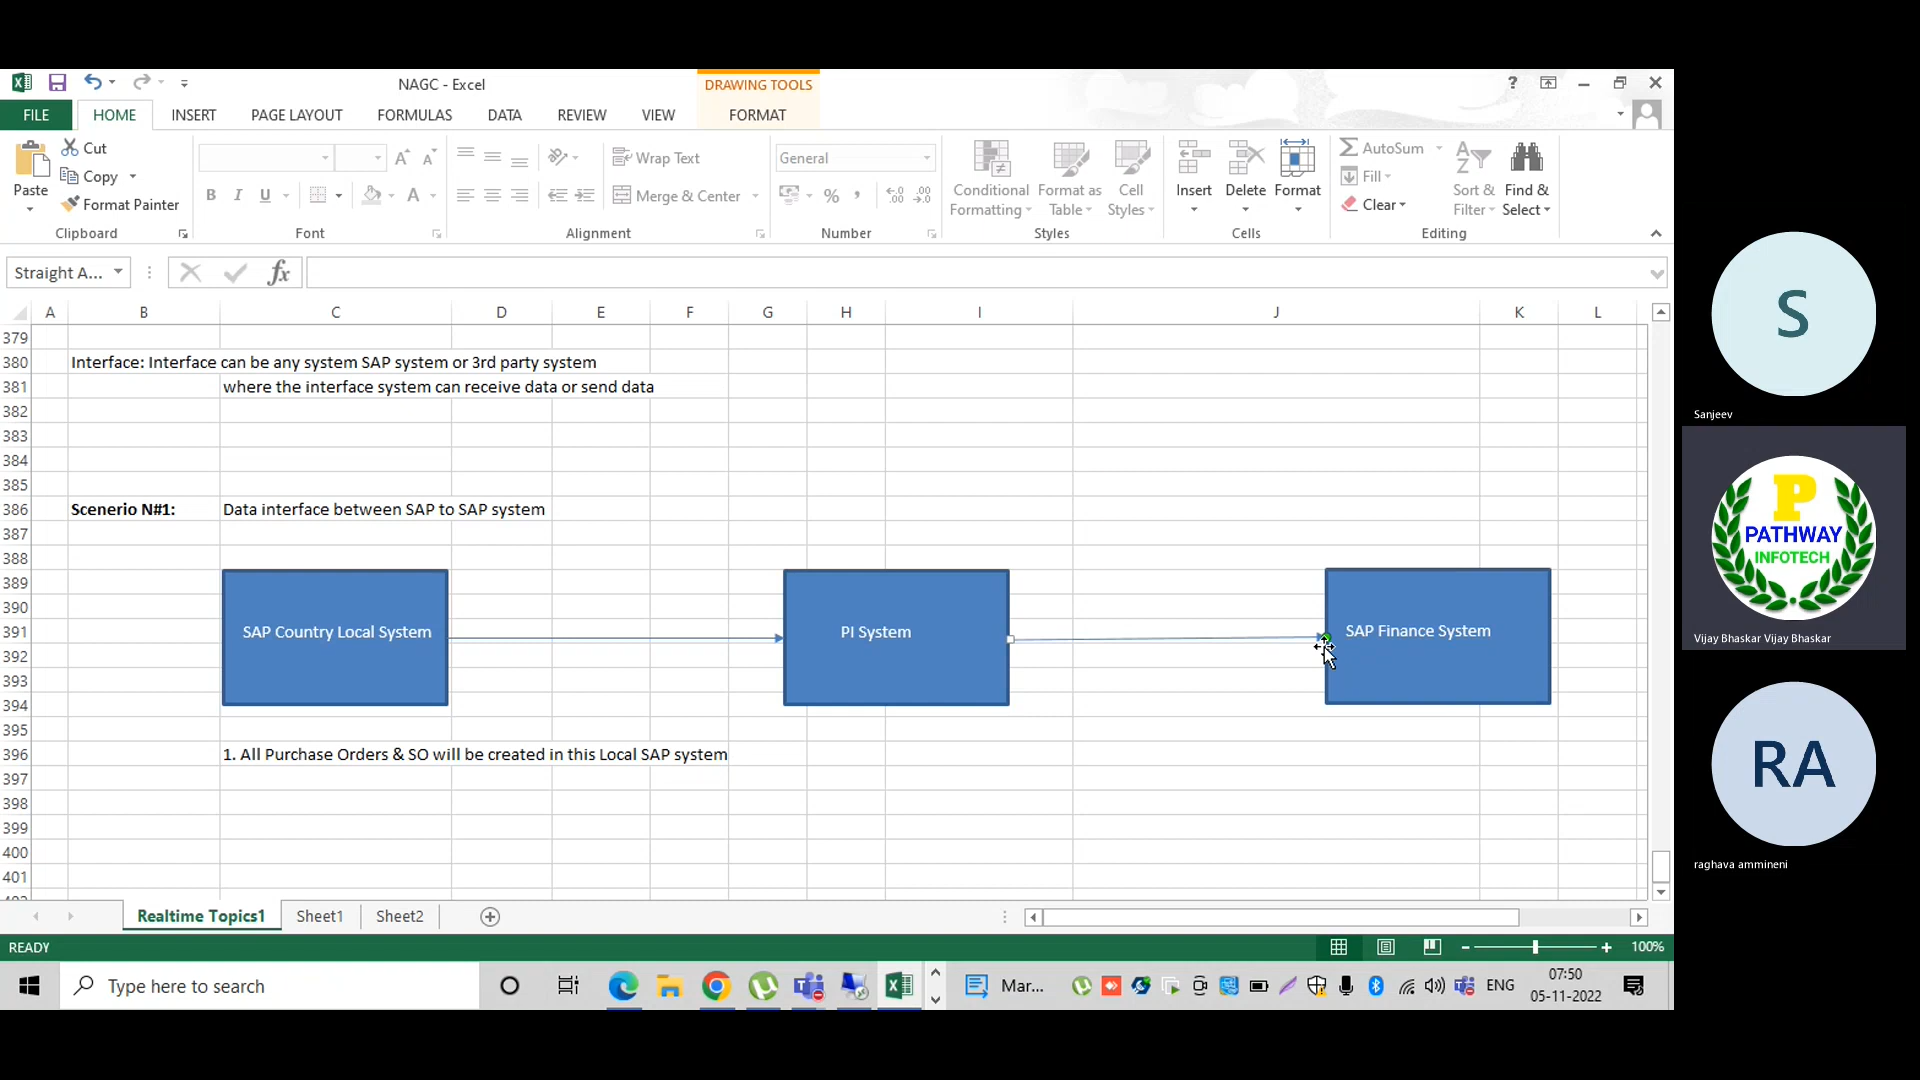 NAGC - Excel
DRAWING TOOLS
?
FILE
HOME
INSERT
PAGE LAYOUT
FORMULAS
DATA
REVIEW
VIEW
FORMAT
Paste
Cut
Copy
Format Painter
Clipboard
B I U
A A
A
Font
Wrap Text
Merge & Center
Alignment
General
% ,
.0 .00
.00 .0
Number
Conditional Formatting
Format as Table
Cell Styles
Styles
Insert
Delete
Format
Cells
AutoSum
Fill
Clear
Sort & Filter
Find & Select
Editing
Straight A...
fx
A B C D E F G H I J K L
379
380 Interface: Interface can be any system SAP system or 3rd party system
381 where the interface system can receive data or send data
382
383
384
385
386 Scenerio N#1: Data interface between SAP to SAP system
387
388
389
390
391 SAP Country Local System PI System SAP Finance System
392
393
394
395
396 1. All Purchase Orders & SO will be created in this Local SAP system
397
398
399
400
401
Realtime Topics1
Sheet1
Sheet2
READY
100%
Type here to search
Mar...
ENG
07:50
05-11-2022
S
Sanjeev
P
PATHWAY
INFOTECH
Vijay Bhaskar Vijay Bhaskar
RA
raghava ammineni